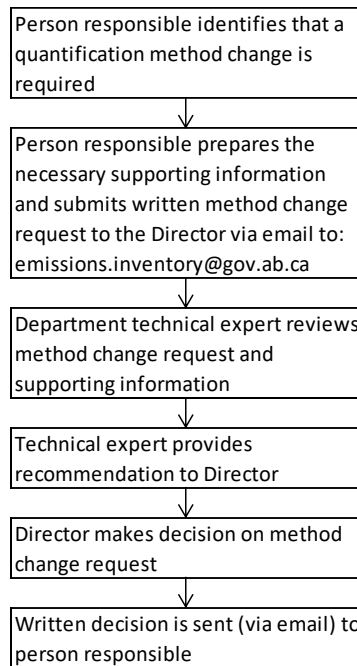 Person responsible identifies that a
quantification method change is
required
Person responsible prepares the
necessary supporting information
and submits written method change
request to the Director via email to:
emissions.inventory@gov.ab.ca
Department technical expert reviews
method change request and
supporting information
Technical expert provides
recommendation to Director
Director makes decision on method
change request
Written decision is sent (via email) to
person responsible